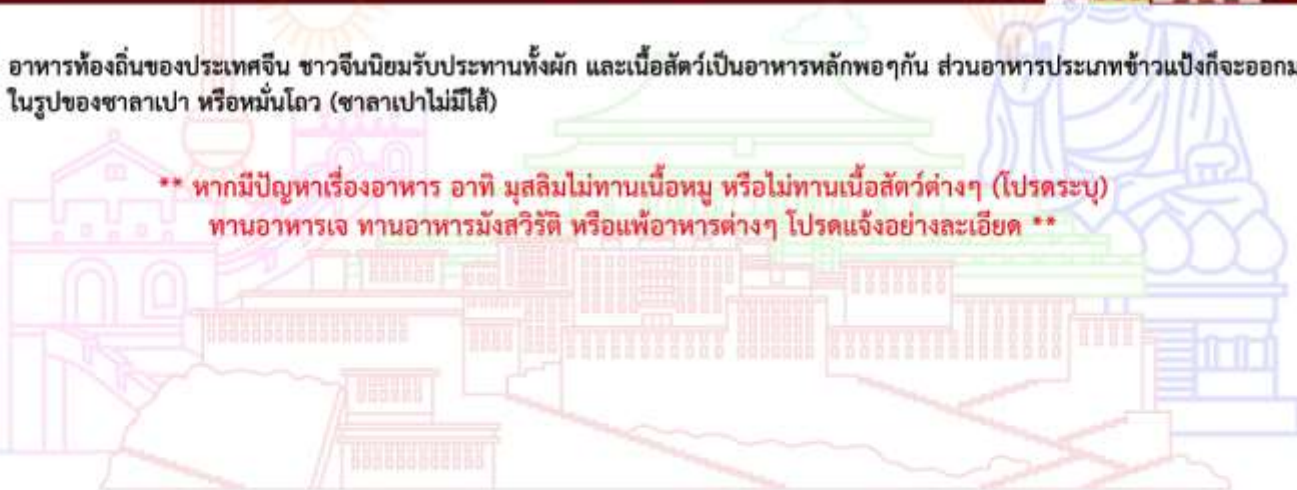 อาหารท้องถิ่นของประเทศจีน ชาวจีนนิยมรับประทานทั้งผัก และเนื้อสัตว์เป็นอาหารหลักพอๆกัน ส่วนอาหารประเภทข้าวแป้งก็จะออกม
ในรูปของซาลาเปา หรือหมั่นโถว (ซาลาเปาไม่มีไส้)
** หากมีปัญหาเรื่องอาหาร อาทิ มุสลิมไม่ทานเนื้อหมู หรือไม่ทานเนื้อสัตว์ต่างๆ (โปรดระบุ)
ทานอาหารเจ ทานอาหารมังสวิรัติ หรือแพ้อาหารต่างๆ โปรดแจ้งอย่างละเอียด **